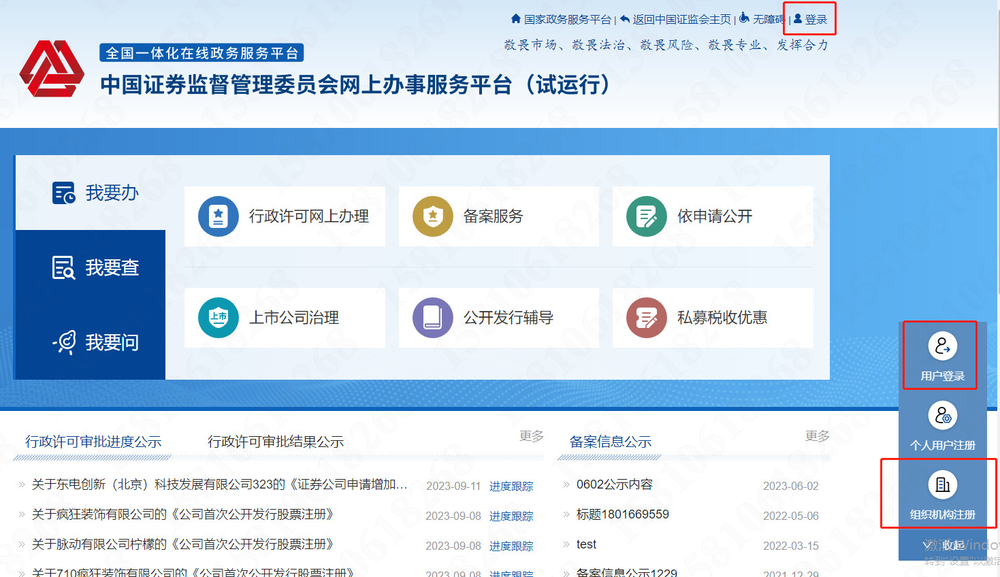 国家政务服务平台 | 返回中国证监会主页 | 无障碍 | 登录
敬畏市场、敬畏法治、敬畏风险、敬畏专业、发挥合力
全国一体化在线政务服务平台
中国证券监督管理委员会网上办事服务平台（试运行）
我要办
我要查
我要问
行政许可网上办理
备案服务
依申请公开
上市
上市公司治理
公开发行辅导
私募税收优惠
用户登录
个人用户注册
组织机构注册
收起
行政许可审批进度公示
行政许可审批结果公示
更多
关于东电创新（北京）科技发展有限公司323的《证券公司申请增加... 2023-09-11 进度跟踪
关于疯狂装饰有限公司的《公司首次公开发行股票注册》 2023-09-08 进度跟踪
关于脉动有限公司柠檬的《公司首次公开发行股票注册》 2023-09-08 进度跟踪
关于710疯狂装饰有限公司的《公司首次公开发行股票注册》 2023-09-08 进度跟踪
备案信息公示
更多
0602公示内容 2023-06-02
标题1801669559 2022-05-06
test 2022-03-15
备案信息公示1229 2021-12-29
激活 Windo
转到"设置"以激活
15810618268